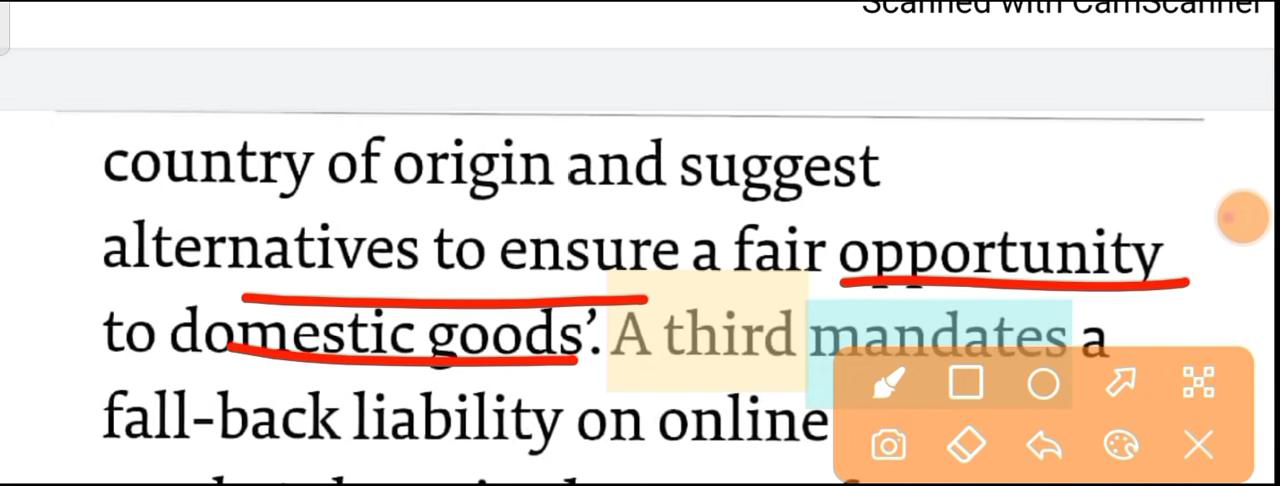 Scanned with CamScanner
country of origin and suggest
alternatives to ensure a fair opportunity
to domestic goods’. A third mandates a
fall-back liability on online